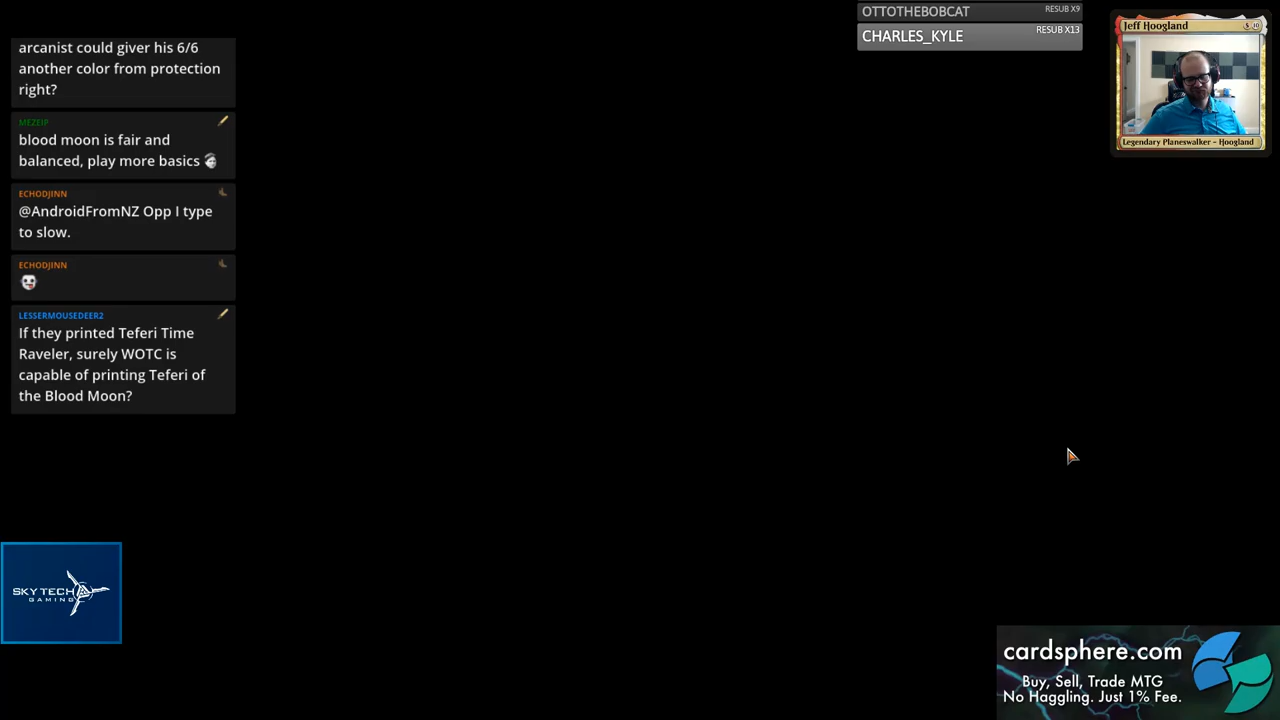 OTTOTHEBOBCAT RESUB X9
CHARLES_KYLE RESUB X13
Jeff Hoogland
Legendary Planeswalker - Hoogland
arcanist could giver his 6/6
another color from protection
right?
MEZEIP
blood moon is fair and
balanced, play more basics
ECHODJINN
@AndroidFromNZ Opp I type
to slow.
ECHODJINN
LESSERMOUSEDEER2
If they printed Teferi Time
Raveler, surely WOTC is
capable of printing Teferi of
the Blood Moon?
SKYTECH
GAMING
cardsphere.com
Buy, Sell, Trade MTG
No Haggling. Just 1% Fee.